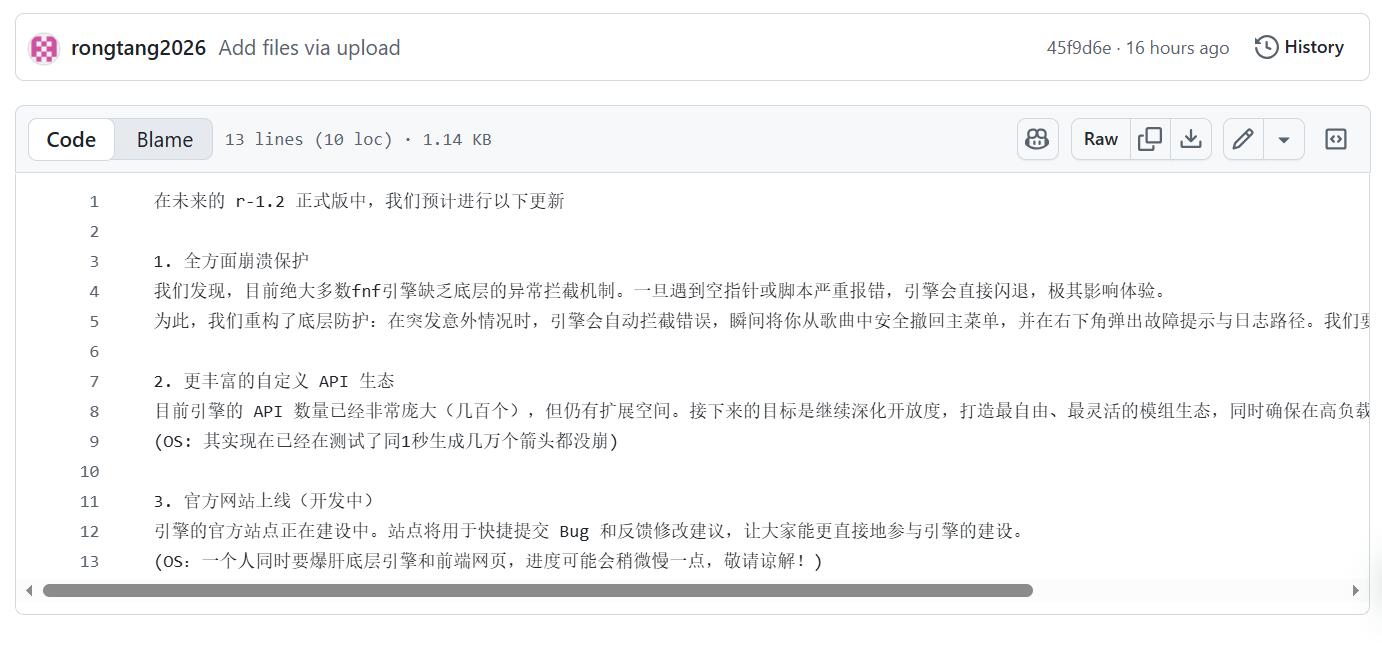 rongtang2026 Add files via upload 45f9d6e · 16 hours ago History
Code Blame 13 lines (10 loc) · 1.14 KB Raw
1 在未来的 r-1.2 正式版中，我们预计进行以下更新
2
3 1. 全方面崩溃保护
4 我们发现，目前绝大多数fnf引擎缺乏底层的异常拦截机制。一旦遇到空指针或脚本严重报错，引擎会直接闪退，极其影响体验。
5 为此，我们重构了底层防护：在突发意外情况时，引擎会自动拦截错误，瞬间将你从歌曲中安全撤回主菜单，并在右下角弹出故障提示与日志路径。我们要
6
7 2. 更丰富的自定义 API 生态
8 目前引擎的 API 数量已经非常庞大（几百个），但仍有扩展空间。接下来的目标是继续深化开放度，打造最自由、最灵活的模组生态，同时确保在高负载
9 (OS: 其实现在已经在测试了同1秒生成几万个箭头都没崩)
10
11 3. 官方网站上线（开发中）
12 引擎的官方站点正在建设中。站点将用于快捷提交 Bug 和反馈修改建议，让大家能更直接地参与引擎的建设。
13 (OS：一个人同时要爆肝底层引擎和前端网页，进度可能会稍微慢一点，敬请谅解！)